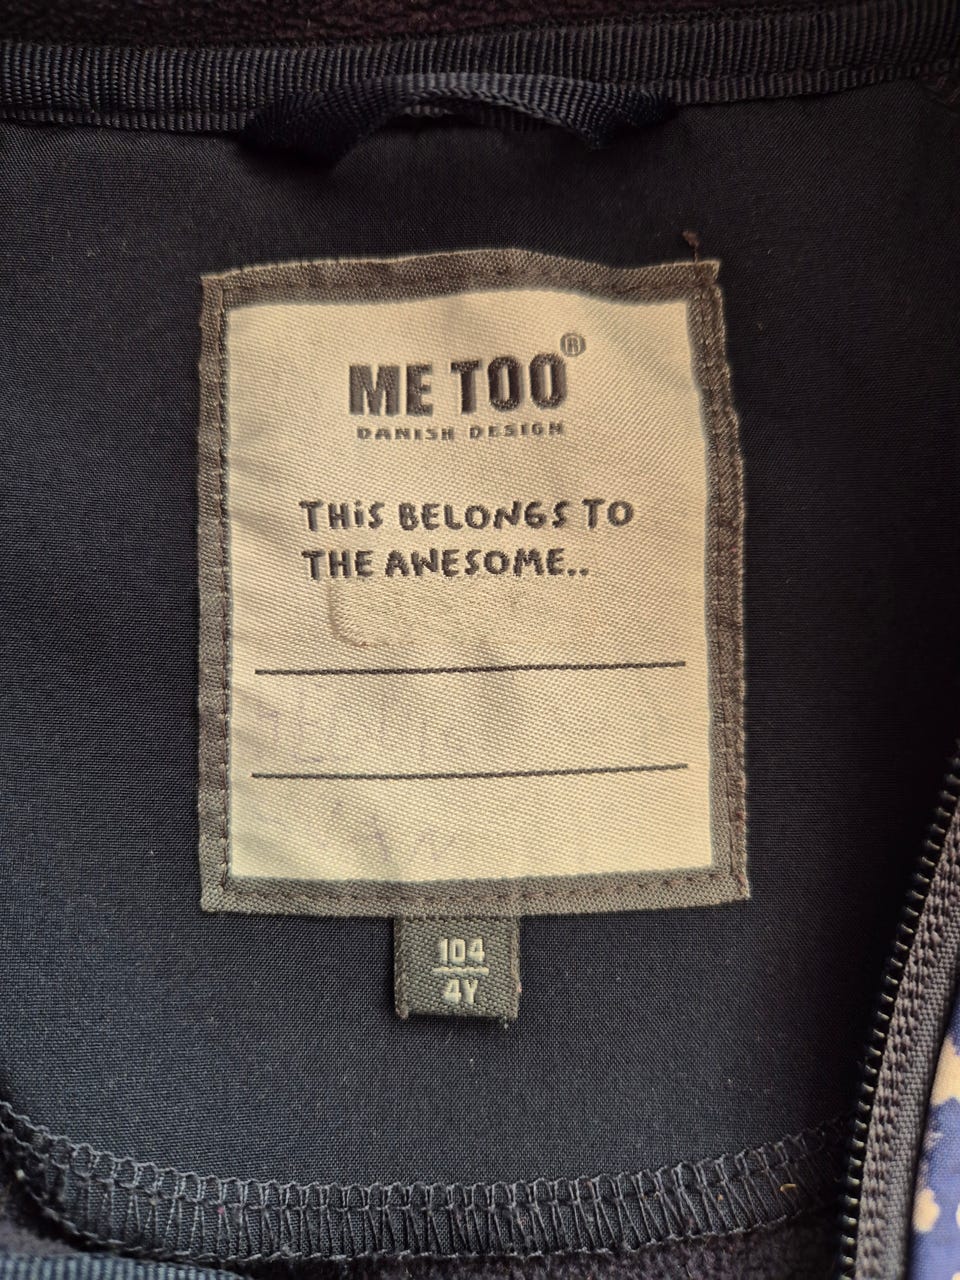 ME TOO®
DANISH DESIGN
THiS BELONGS TO
THE AWESOME..
104
4Y